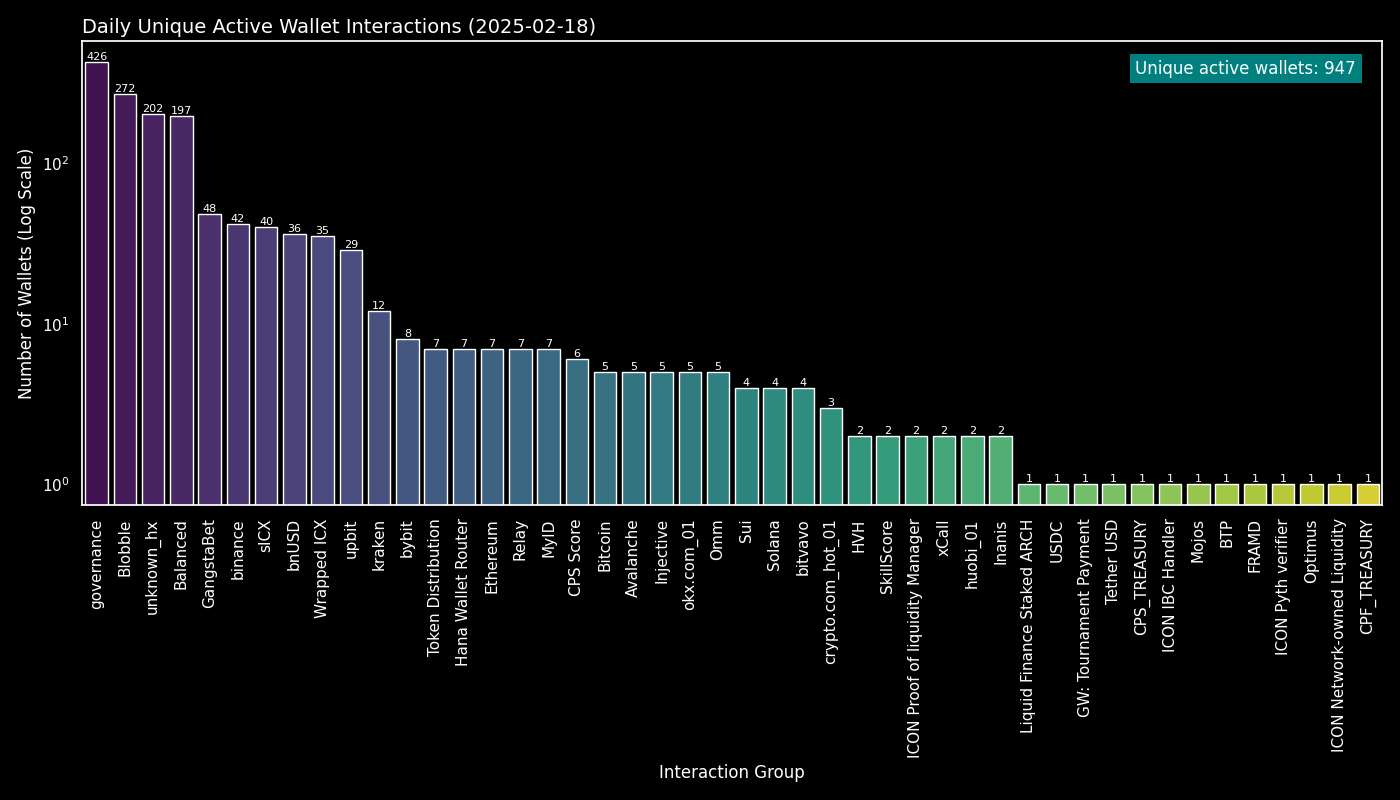 Daily Unique Active Wallet Interactions (2025-02-18)
Unique active wallets: 947
Number of Wallets (Log Scale)
10²
10¹
10⁰
426
272
202
197
48
42
40
36
35
29
12
8
7
7
7
7
7
6
5
5
5
5
5
4
4
4
3
2
2
2
2
2
2
1
1
1
1
1
1
1
1
1
1
1
1
1
governance
Blobble
unknown_hx
Balanced
GangstaBet
binance
sICX
bnUSD
Wrapped ICX
upbit
kraken
bybit
Token Distribution
Hana Wallet Router
Ethereum
Relay
MyID
CPS Score
Bitcoin
Avalanche
Injective
okx.com_01
Omm
Sui
Solana
bitvavo
crypto.com_hot_01
HVH
SkillScore
ICON Proof of liquidity Manager
xCall
huobi_01
Inanis
Liquid Finance Staked ARCH
USDC
GW: Tournament Payment
Tether USD
CPS_TREASURY
ICON IBC Handler
Mojos
BTP
FRAMD
ICON Pyth verifier
Optimus
ICON Network-owned Liquidity
CPF_TREASURY
Interaction Group